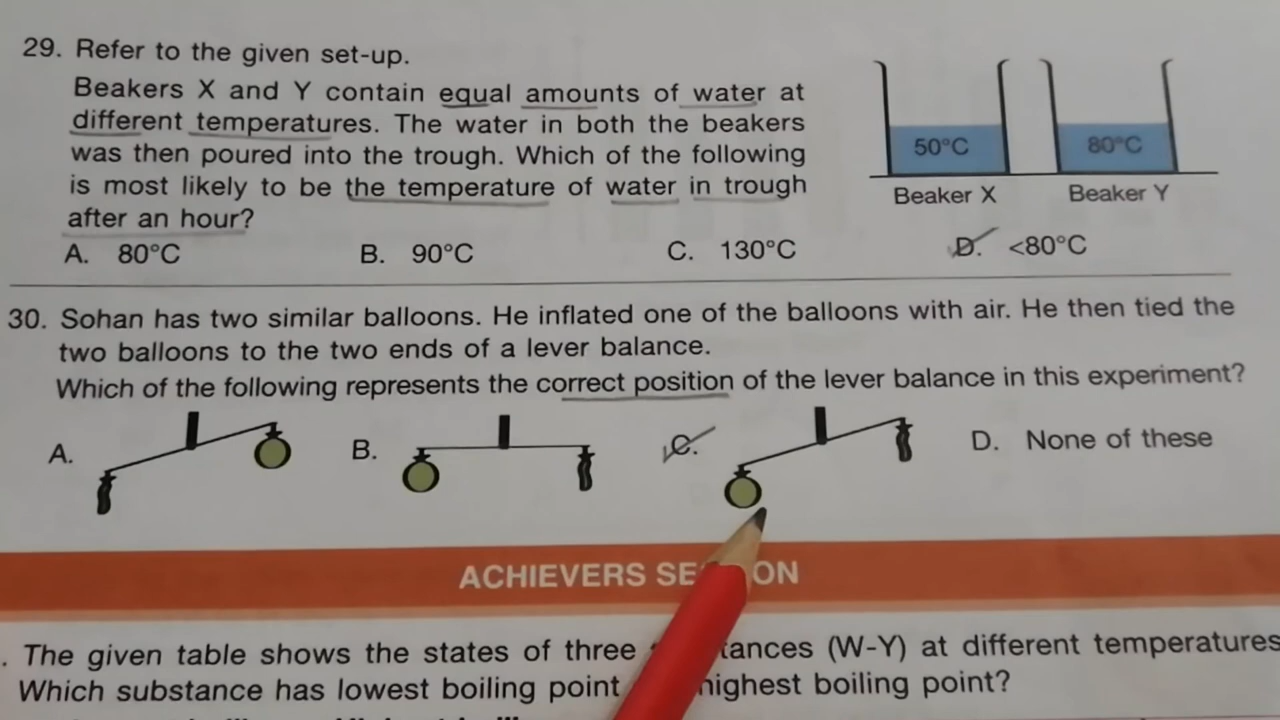 29. Refer to the given set-up.
Beakers X and Y contain equal amounts of water at
different temperatures. The water in both the beakers
was then poured into the trough. Which of the following
is most likely to be the temperature of water in trough
after an hour?
50°C 80°C
Beaker X Beaker Y
A. 80°C B. 90°C C. 130°C D. <80°C
30. Sohan has two similar balloons. He inflated one of the balloons with air. He then tied the
two balloons to the two ends of a lever balance.
Which of the following represents the correct position of the lever balance in this experiment?
A. B. C. D. None of these
ACHIEVERS SE ON
. The given table shows the states of three tances (W-Y) at different temperatures
Which substance has lowest boiling point highest boiling point?